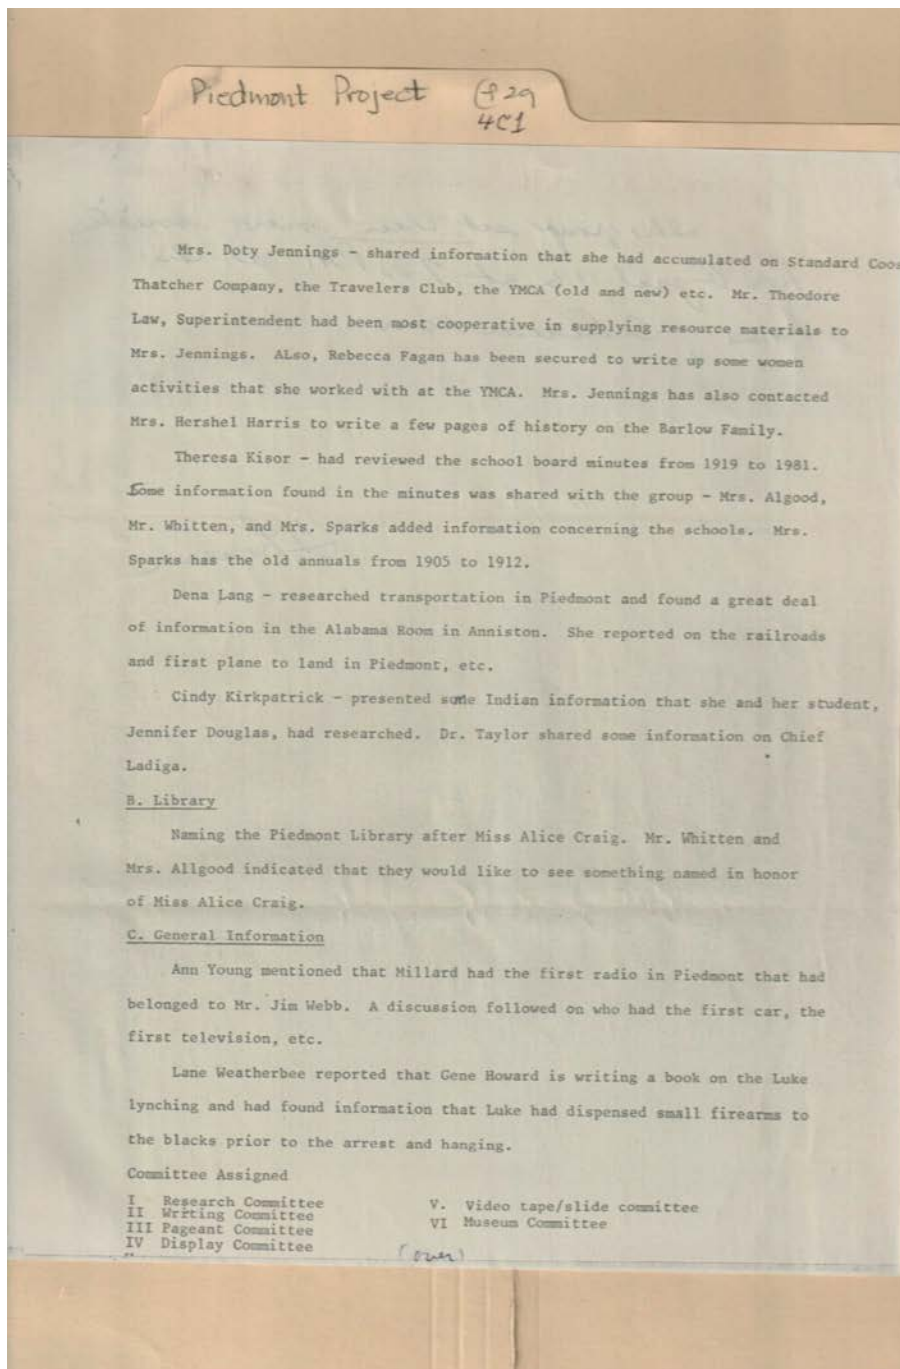 Piedmont Project
4C1
Mrs. Doty Jennings - shared information that she had accumulated on Standard Coos
Thatcher Company, the Travelers Club, the YMCA (old and new) etc. Mr. Theodore
Law, Superintendent had been most cooperative in supplying resource materials to
Mrs. Jennings. ALso, Rebecca Fagan has been secured to write up some women
activities that she worked with at the YMCA. Mrs. Jennings has also contacted
Mrs. Hershel Harris to write a few pages of history on the Barlow Family.
Theresa Kisor - had reviewed the school board minutes from 1919 to 1981.
Some information found in the minutes was shared with the group - Mrs. Algood,
Mr. Whitten, and Mrs. Sparks added information concerning the schools. Mrs.
Sparks has the old annuals from 1905 to 1912.
Dena Lang - researched transportation in Piedmont and found a great deal
of information in the Alabama Room in Anniston. She reported on the railroads
and first plane to land in Piedmont, etc.
Cindy Kirkpatrick - presented some Indian information that she and her student,
Jennifer Douglas, had researched. Dr. Taylor shared some information on Chief
Ladiga.
B. Library
Naming the Piedmont Library after Miss Alice Craig. Mr. Whitten and
Mrs. Allgood indicated that they would like to see something named in honor
of Miss Alice Craig.
C. General Information
Ann Young mentioned that Millard had the first radio in Piedmont that had
belonged to Mr. Jim Webb. A discussion followed on who had the first car, the
first television, etc.
Lane Weatherbee reported that Gene Howard is writing a book on the Luke
lynching and had found information that Luke had dispensed small firearms to
the blacks prior to the arrest and hanging.
Committee Assigned
I Research Committee
II Writing Committee
III Pageant Committee
IV Display Committee
V. Video tape/slide committee
VI Museum Committee
(over)